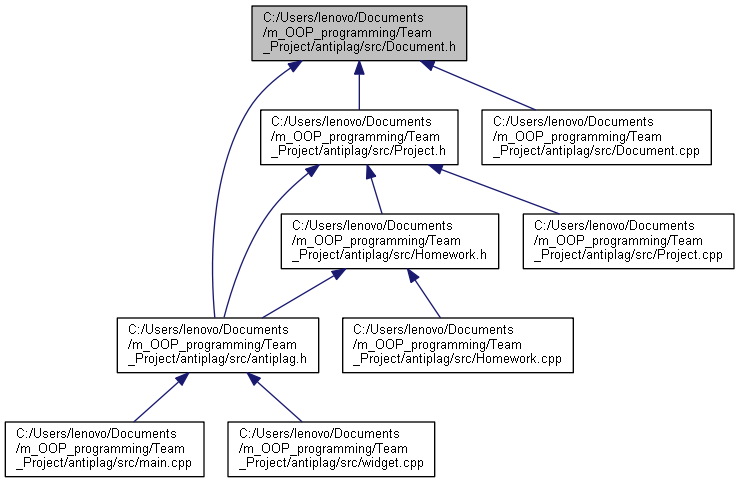 C:/Users/lenovo/Documents
/m_OOP_programming/Team
_Project/antiplag/src/Document.h
C:/Users/lenovo/Documents
/m_OOP_programming/Team
_Project/antiplag/src/Project.h
C:/Users/lenovo/Documents
/m_OOP_programming/Team
_Project/antiplag/src/Document.cpp
C:/Users/lenovo/Documents
/m_OOP_programming/Team
_Project/antiplag/src/Homework.h
C:/Users/lenovo/Documents
/m_OOP_programming/Team
_Project/antiplag/src/Project.cpp
C:/Users/lenovo/Documents
/m_OOP_programming/Team
_Project/antiplag/src/antiplag.h
C:/Users/lenovo/Documents
/m_OOP_programming/Team
_Project/antiplag/src/Homework.cpp
C:/Users/lenovo/Documents
/m_OOP_programming/Team
_Project/antiplag/src/main.cpp
C:/Users/lenovo/Documents
/m_OOP_programming/Team
_Project/antiplag/src/widget.cpp